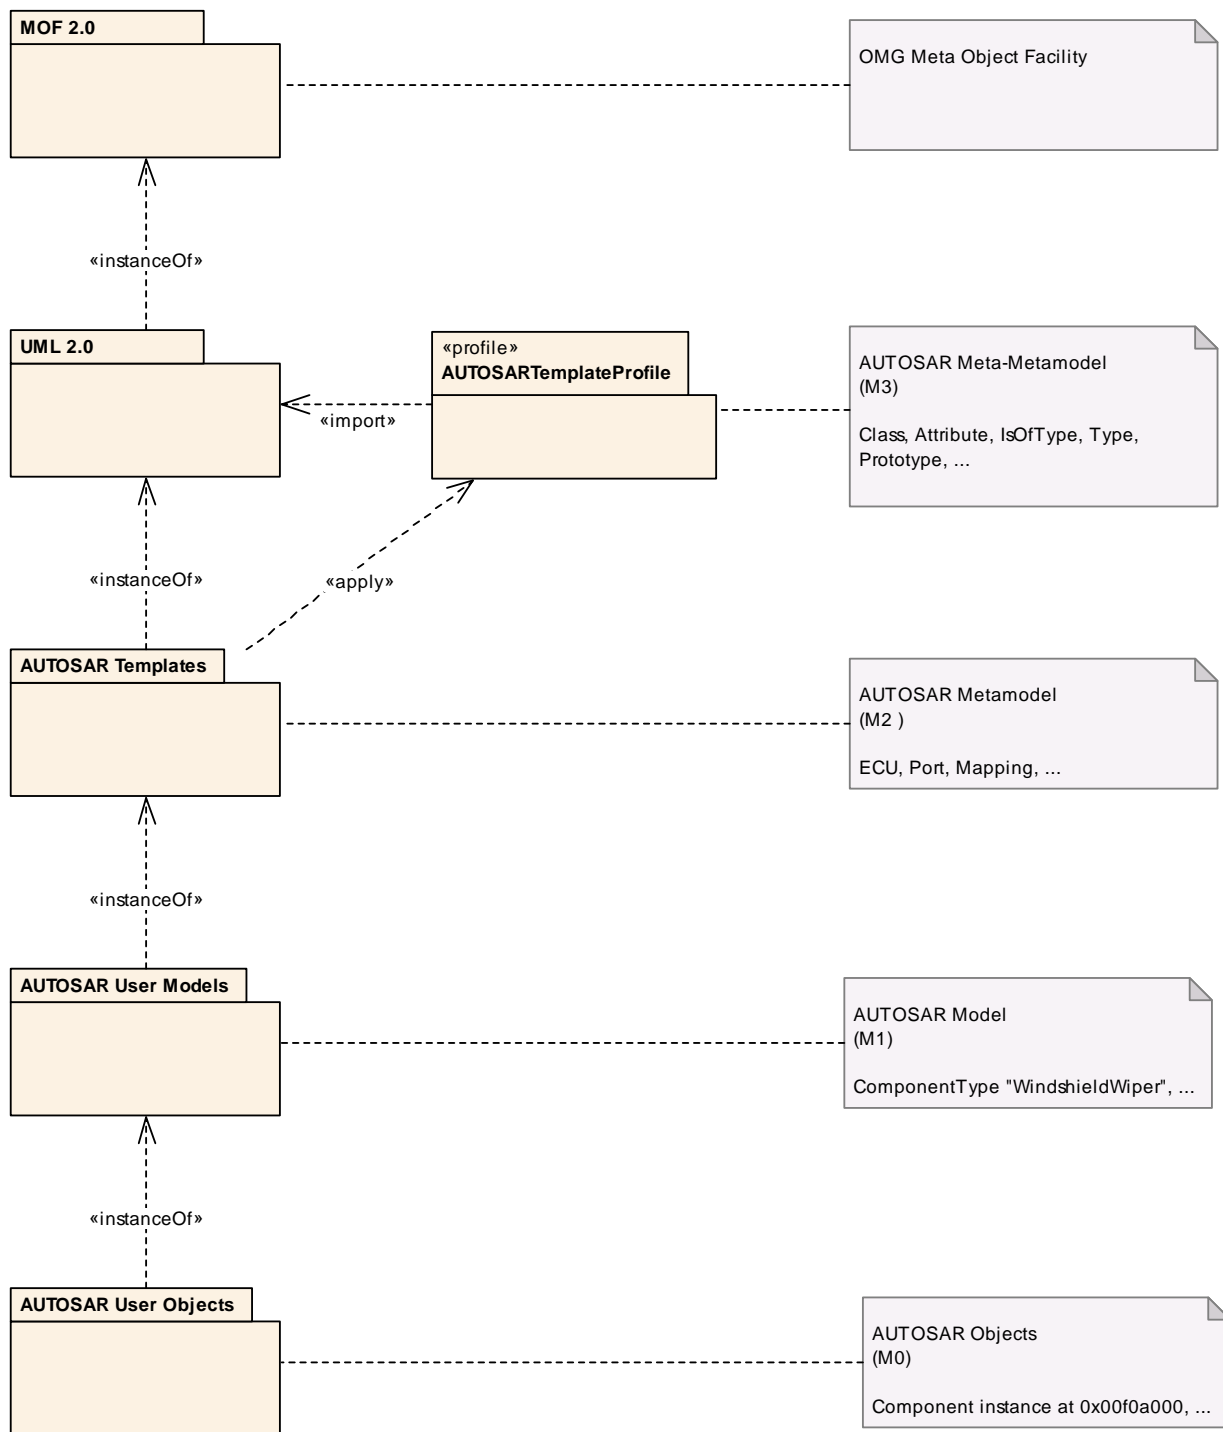 MOF 2.0
OMG Meta Object Facility
«instanceOf»
UML 2.0
«profile»
AUTOSARTemplateProfile
«import»
AUTOSAR Meta-Metamodel
(M3)
Class, Attribute, IsOfType, Type,
Prototype, ...
«instanceOf»
«apply»
AUTOSAR Templates
AUTOSAR Metamodel
(M2 )
ECU, Port, Mapping, ...
«instanceOf»
AUTOSAR User Models
AUTOSAR Model
(M1)
ComponentType "WindshieldWiper", ...
«instanceOf»
AUTOSAR User Objects
AUTOSAR Objects
(M0)
Component instance at 0x00f0a000, ...